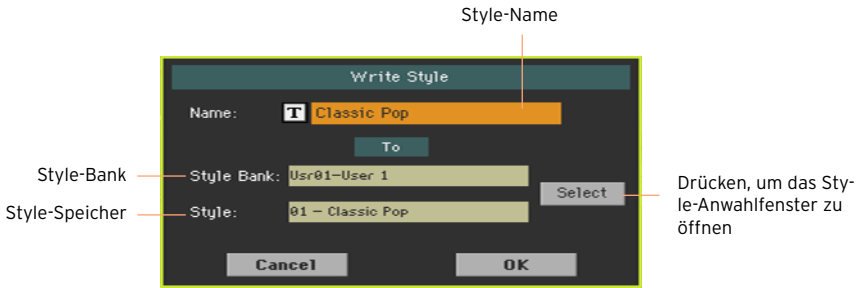 Style-Name
Write Style
Name: T Classic Pop
To
Style-Bank
Style Bank: Usr01-User 1
Select
Style-Speicher
Style: 01 - Classic Pop
Drücken, um das Sty-
le-Anwahlfenster zu
öffnen
Cancel OK